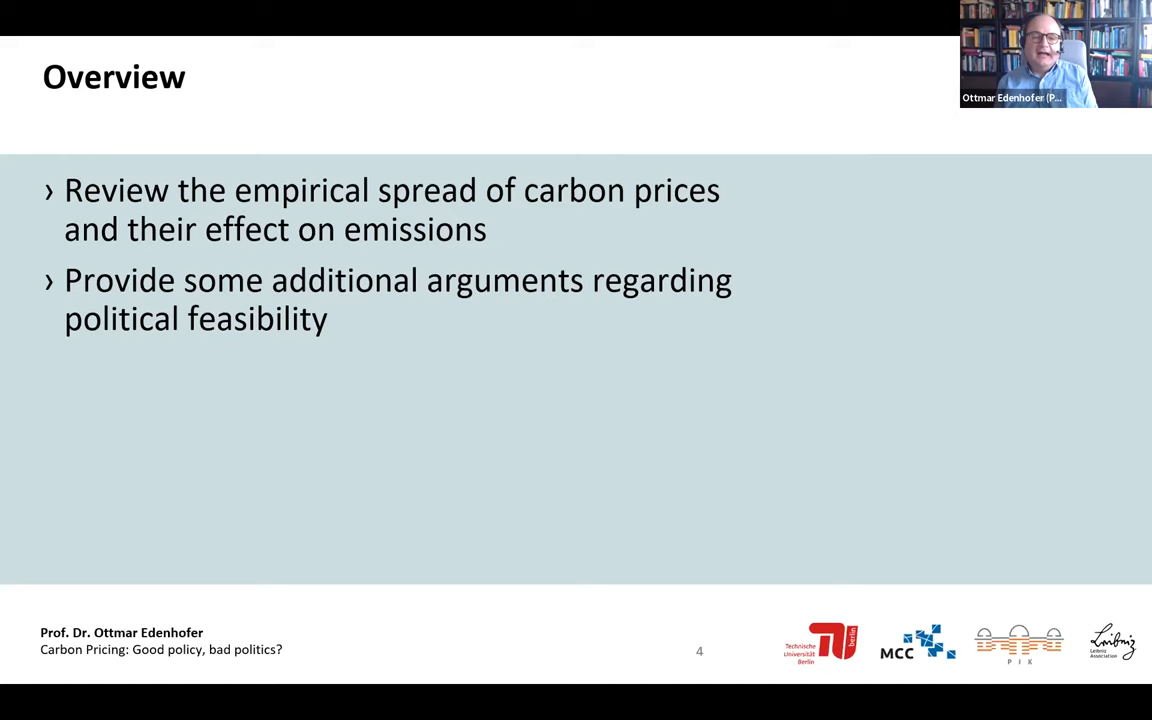 Overview
Ottmar Edenhofer (P...
› Review the empirical spread of carbon prices
and their effect on emissions
› Provide some additional arguments regarding
political feasibility
Prof. Dr. Ottmar Edenhofer
Carbon Pricing: Good policy, bad politics?
4
Technische
Universität
Berlin
berlin
MCC
P I K
Leibniz
Leibniz
Association